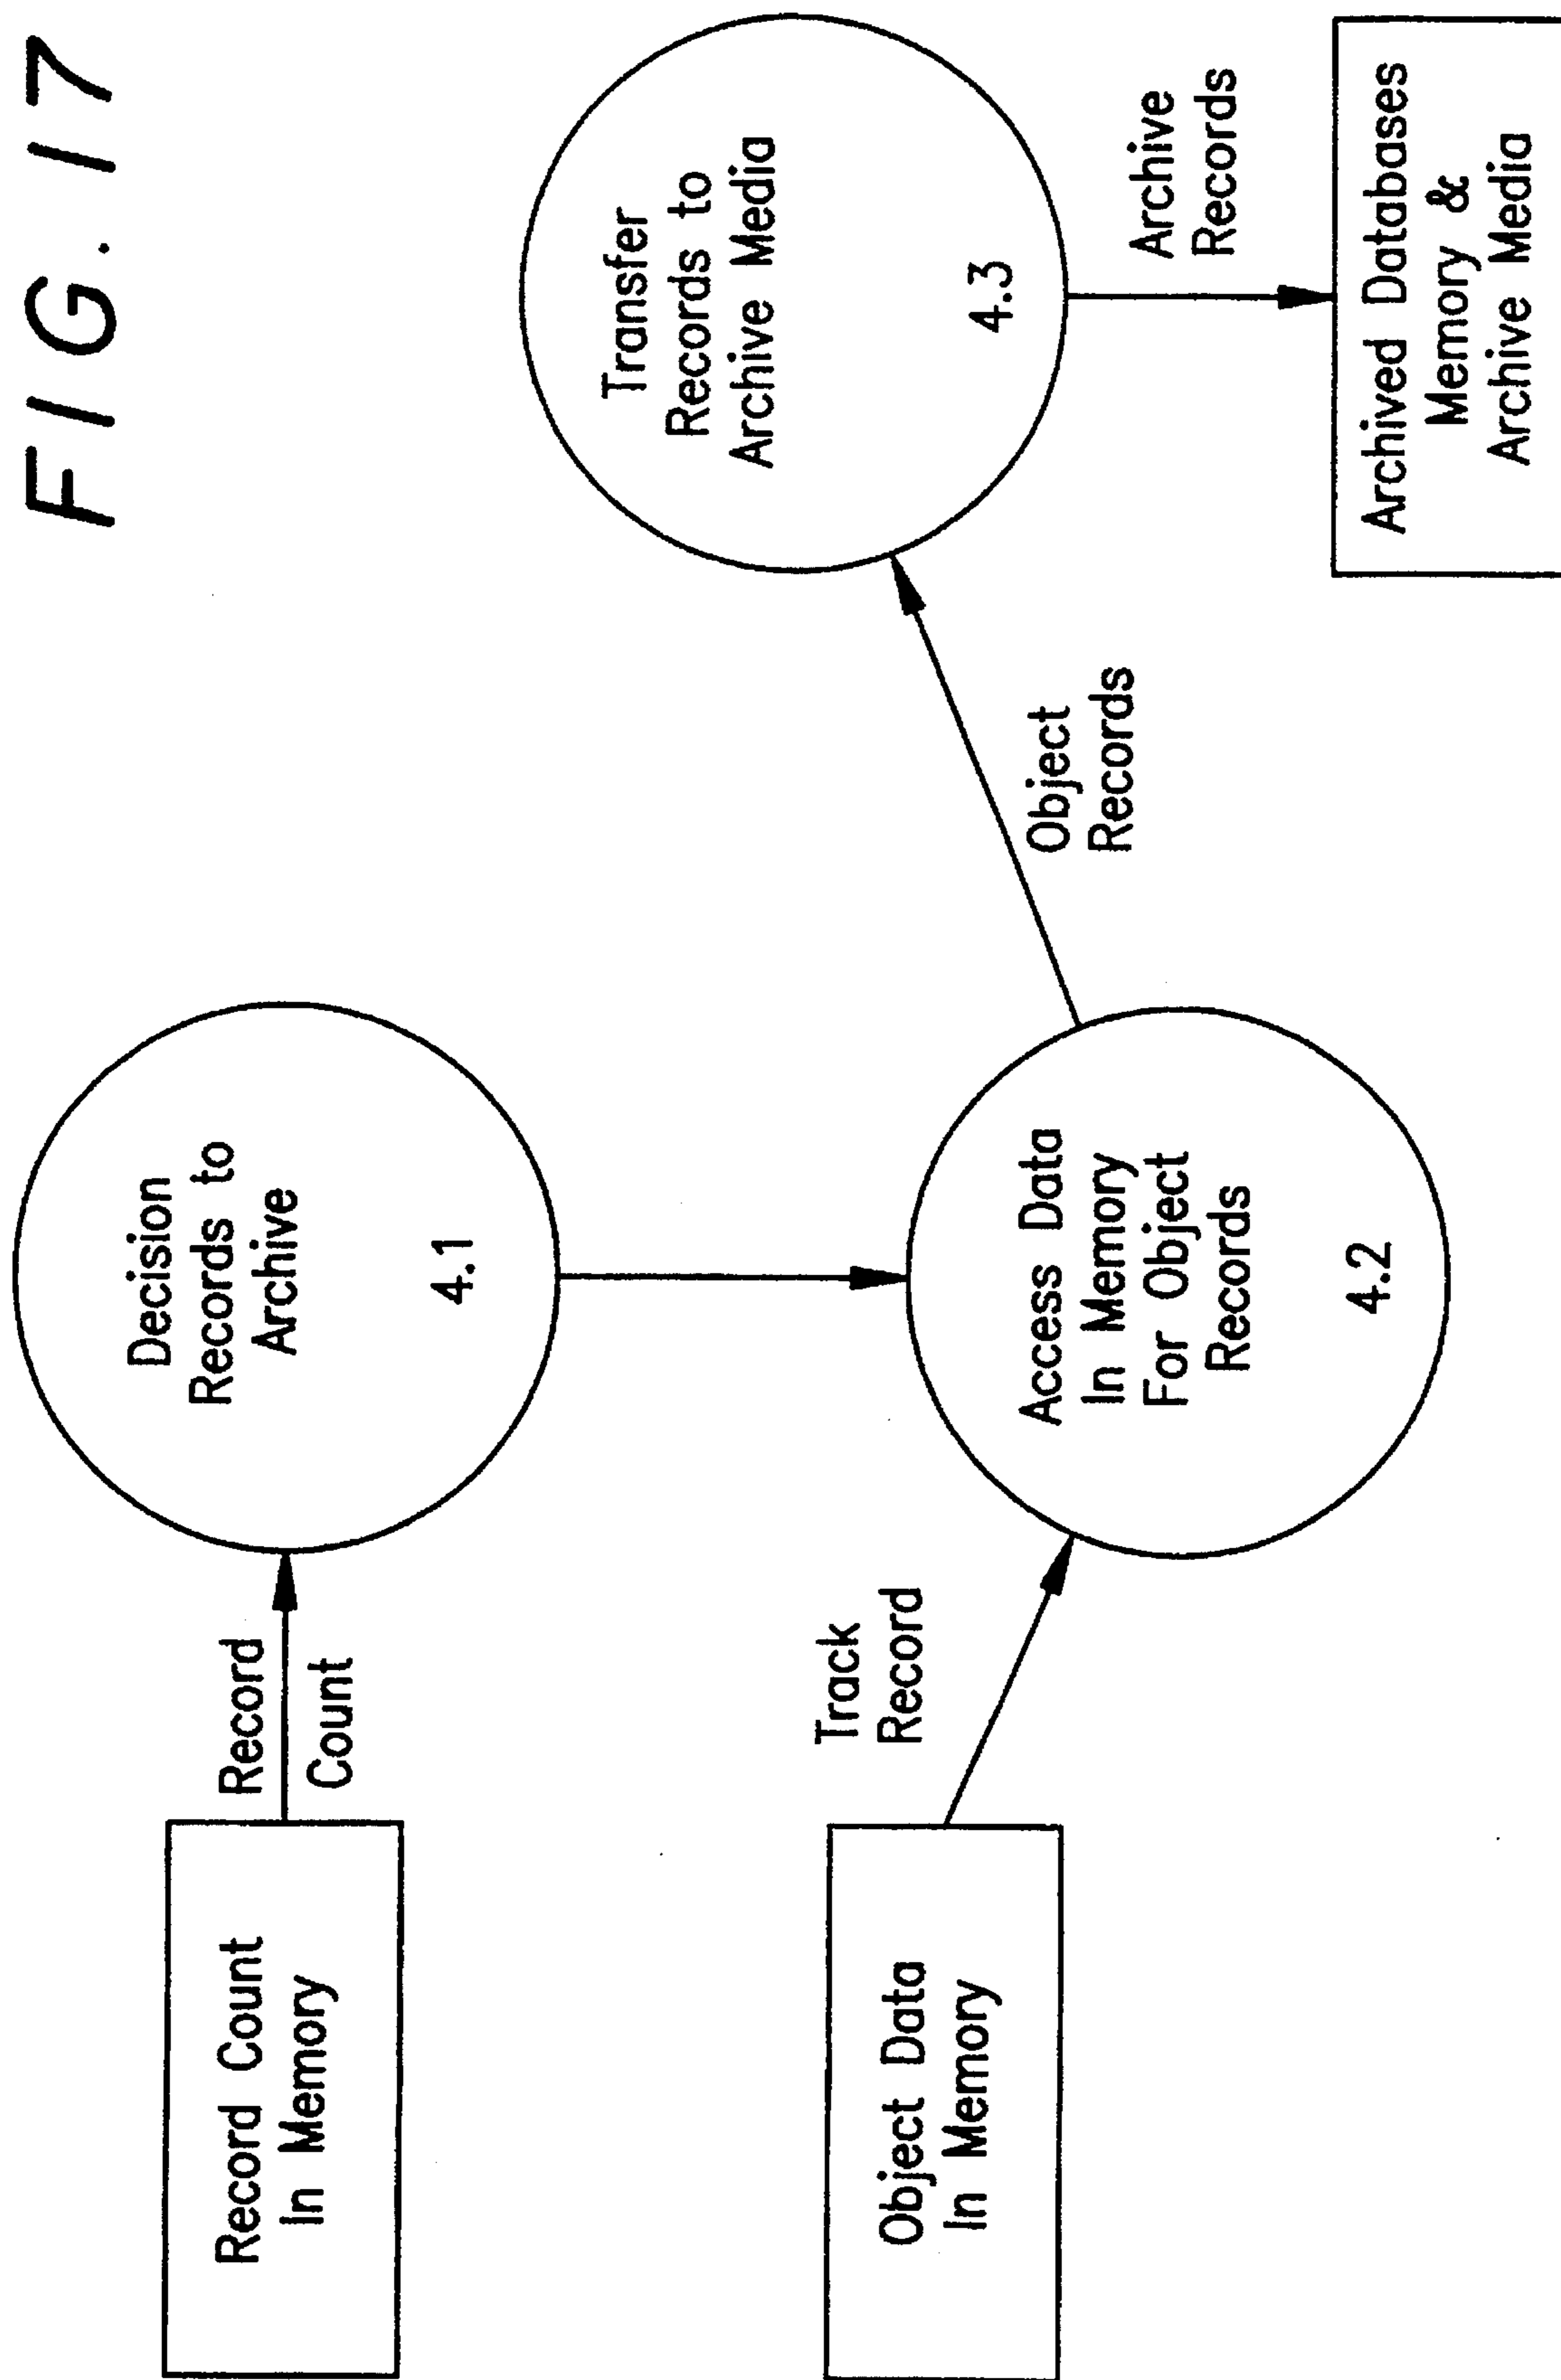 FIG. 17
Record Count
In Memory
Record
Count
Decision
Records to
Archive
4.1
Object Data
In Memory
Track
Record
Access Data
In Memory
For Object
Records
4.2
Object
Records
Transfer
Records to
Archive Media
4.3
Archive
Records
Archived Databases
Memory &
Archive Media